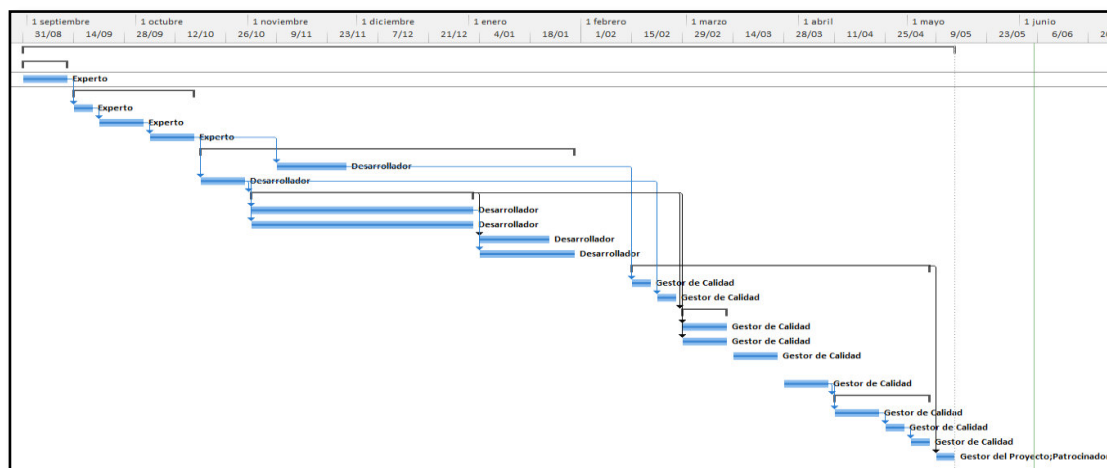 1 septiembre 1 octubre 1 noviembre 1 diciembre 1 enero 1 febrero 1 marzo 1 abril 1 mayo 1 junio
31/08 14/09 28/09 12/10 26/10 9/11 23/11 7/12 21/12 4/01 18/01 1/02 15/02 29/02 14/03 28/03 11/04 25/04 9/05 23/05 6/06 20
Experto
Experto
Experto
Experto
Desarrollador
Desarrollador
Desarrollador
Desarrollador
Desarrollador
Desarrollador
Gestor de Calidad
Gestor de Calidad
Gestor de Calidad
Gestor de Calidad
Gestor de Calidad
Gestor de Calidad
Gestor de Calidad
Gestor de Calidad
Gestor de Calidad
Gestor del Proyecto;Patrocinador